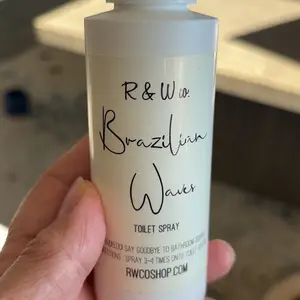 R & W co.
Brazilian
Waves
TOILET SPRAY
SAY GOODBYE TO BATHROOM
SPRAY 3-4 TIMES ONTO TOILET
RWCOSHOP.COM